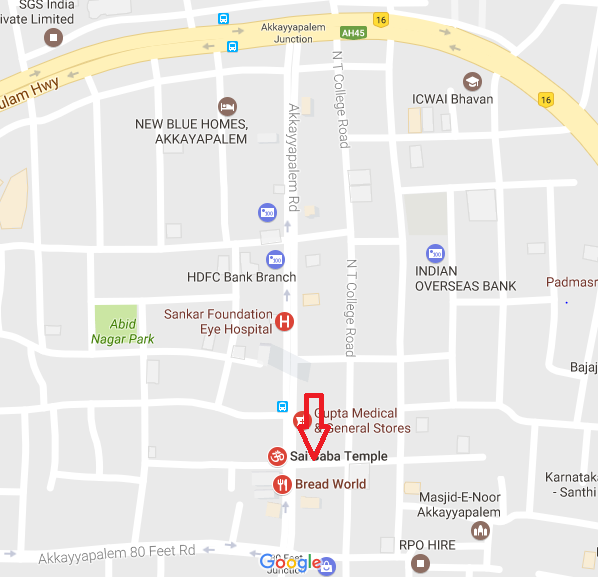 SGS India
Private Limited
Akkayyapalem
Junction
16
AH45
ulam Hwy
N T College Road
ICWAI Bhavan
16
NEW BLUE HOMES,
AKKAYAPALEM
Akkayyapalem Rd
HDFC Bank Branch
INDIAN
OVERSEAS BANK
Padmasr
N T College Road
Sankar Foundation
Eye Hospital
H
Abid
Nagar Park
Bajaj
Gupta Medical
& General Stores
Sai Baba Temple
Bread World
Karnataka
- Santhi
Masjid-E-Noor
Akkayyapalem
RPO HIRE
Akkayyapalem 80 Feet Rd
80 Feet
Junction
Google